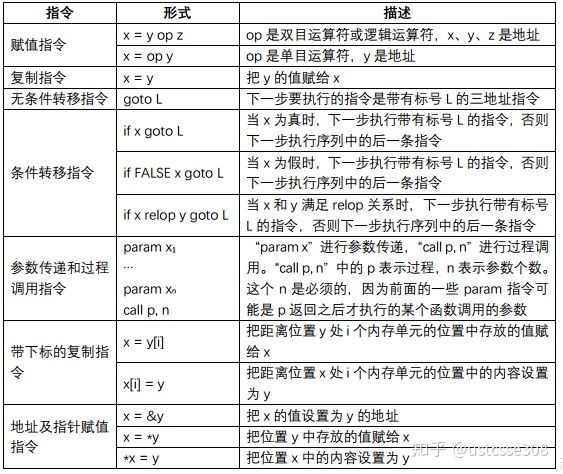 指令 形式 描述
赋值指令
x = y op z op 是双目运算符或逻辑运算符，x、y、z 是地址
x = op y op 是单目运算符，y 是地址
复制指令 x = y 把 y 的值赋给 x
无条件转移指令 goto L 下一步要执行的指令是带有标号 L 的三地址指令
条件转移指令
if x goto L
当 x 为真时，下一步执行带有标号 L 的指令，否则
下一步执行序列中的后一条指令
if FALSE x goto L
当 x 为假时，下一步执行带有标号 L 的指令，否则
下一步执行序列中的后一条指令
if x relop y goto L
当 x 和 y 满足 relop 关系时，下一步执行带有标号
L 的指令，否则下一步执行序列中的后一条指令
参数传递和过程
调用指令
param x₁
…
param xₙ
call p, n
“param x”进行参数传递，“call p, n”进行过程调
用。“call p, n”中的 p 表示过程，n 表示参数个数。
这个 n 是必须的，因为前面的一些 param 指令可
能是 p 返回之后才执行的某个函数调用的参数
带下标的复制指
令
x = y[i]
把距离位置 y 处 i 个内存单元的位置中存放的值赋
给 x
x[i] = y
把距离位置 x 处 i 个内存单元的位置中的内容设置
为 y
地址及指针赋值
指令
x = &y 把 x 的值设置为 y 的地址
x = *y 把位置 y 中存放的值赋给 x
*x = y 把位置 x 中的内容设置为 y
知乎 @ustcsse308